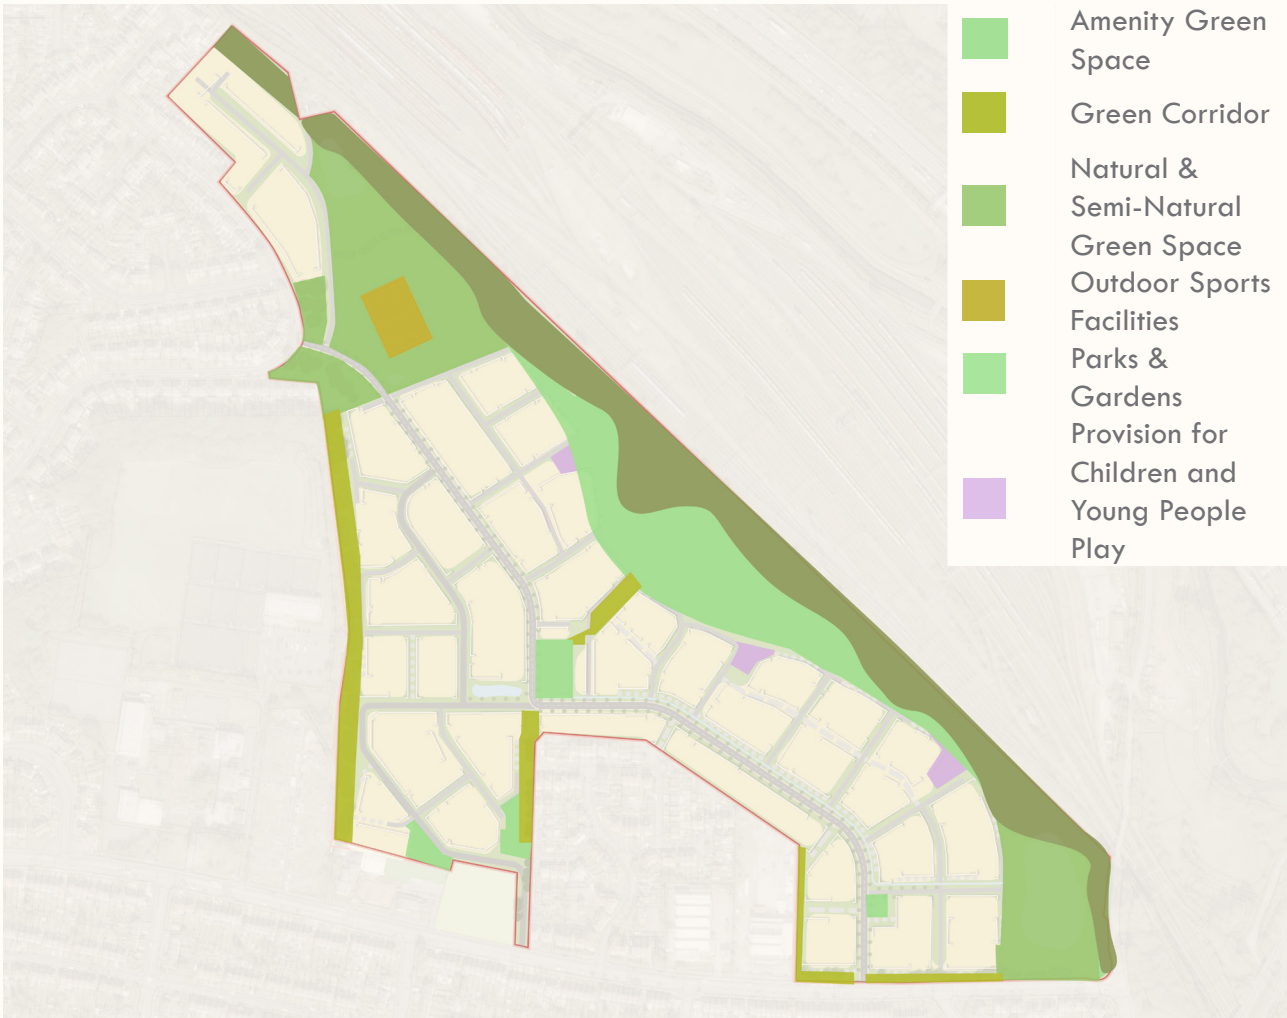 Amenity Green
Space
Green Corridor
Natural &
Semi-Natural
Green Space
Outdoor Sports
Facilities
Parks &
Gardens
Provision for
Children and
Young People
Play